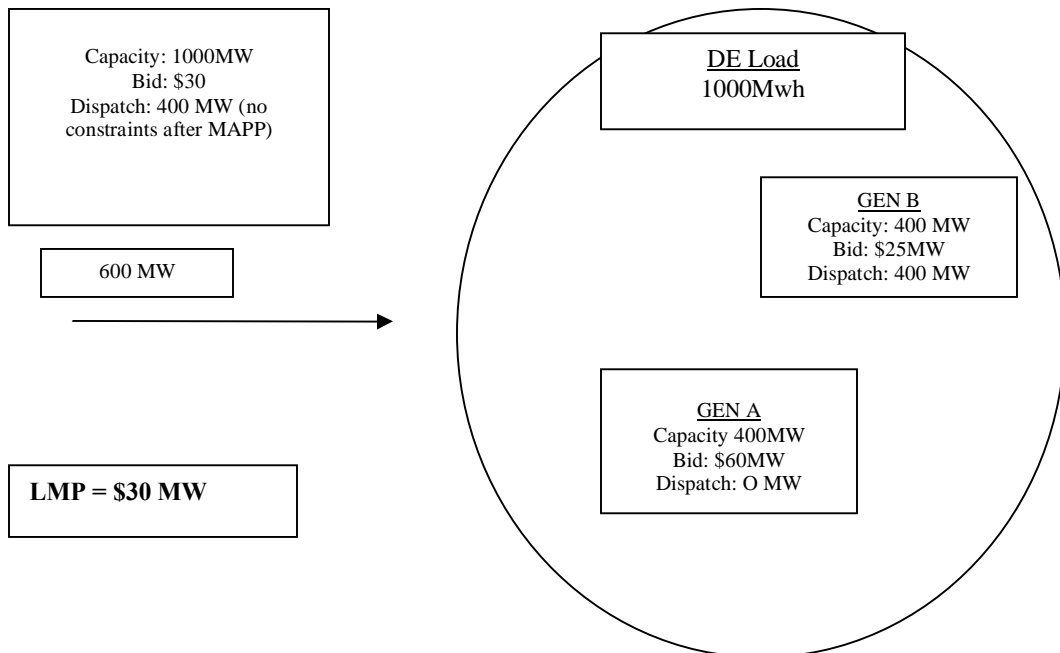 Capacity: 1000MW
Bid: $30
Dispatch: 400 MW (no
constraints after MAPP)
600 MW
LMP = $30 MW
DE Load
1000Mwh
GEN B
Capacity: 400 MW
Bid: $25MW
Dispatch: 400 MW
GEN A
Capacity 400MW
Bid: $60MW
Dispatch: O MW